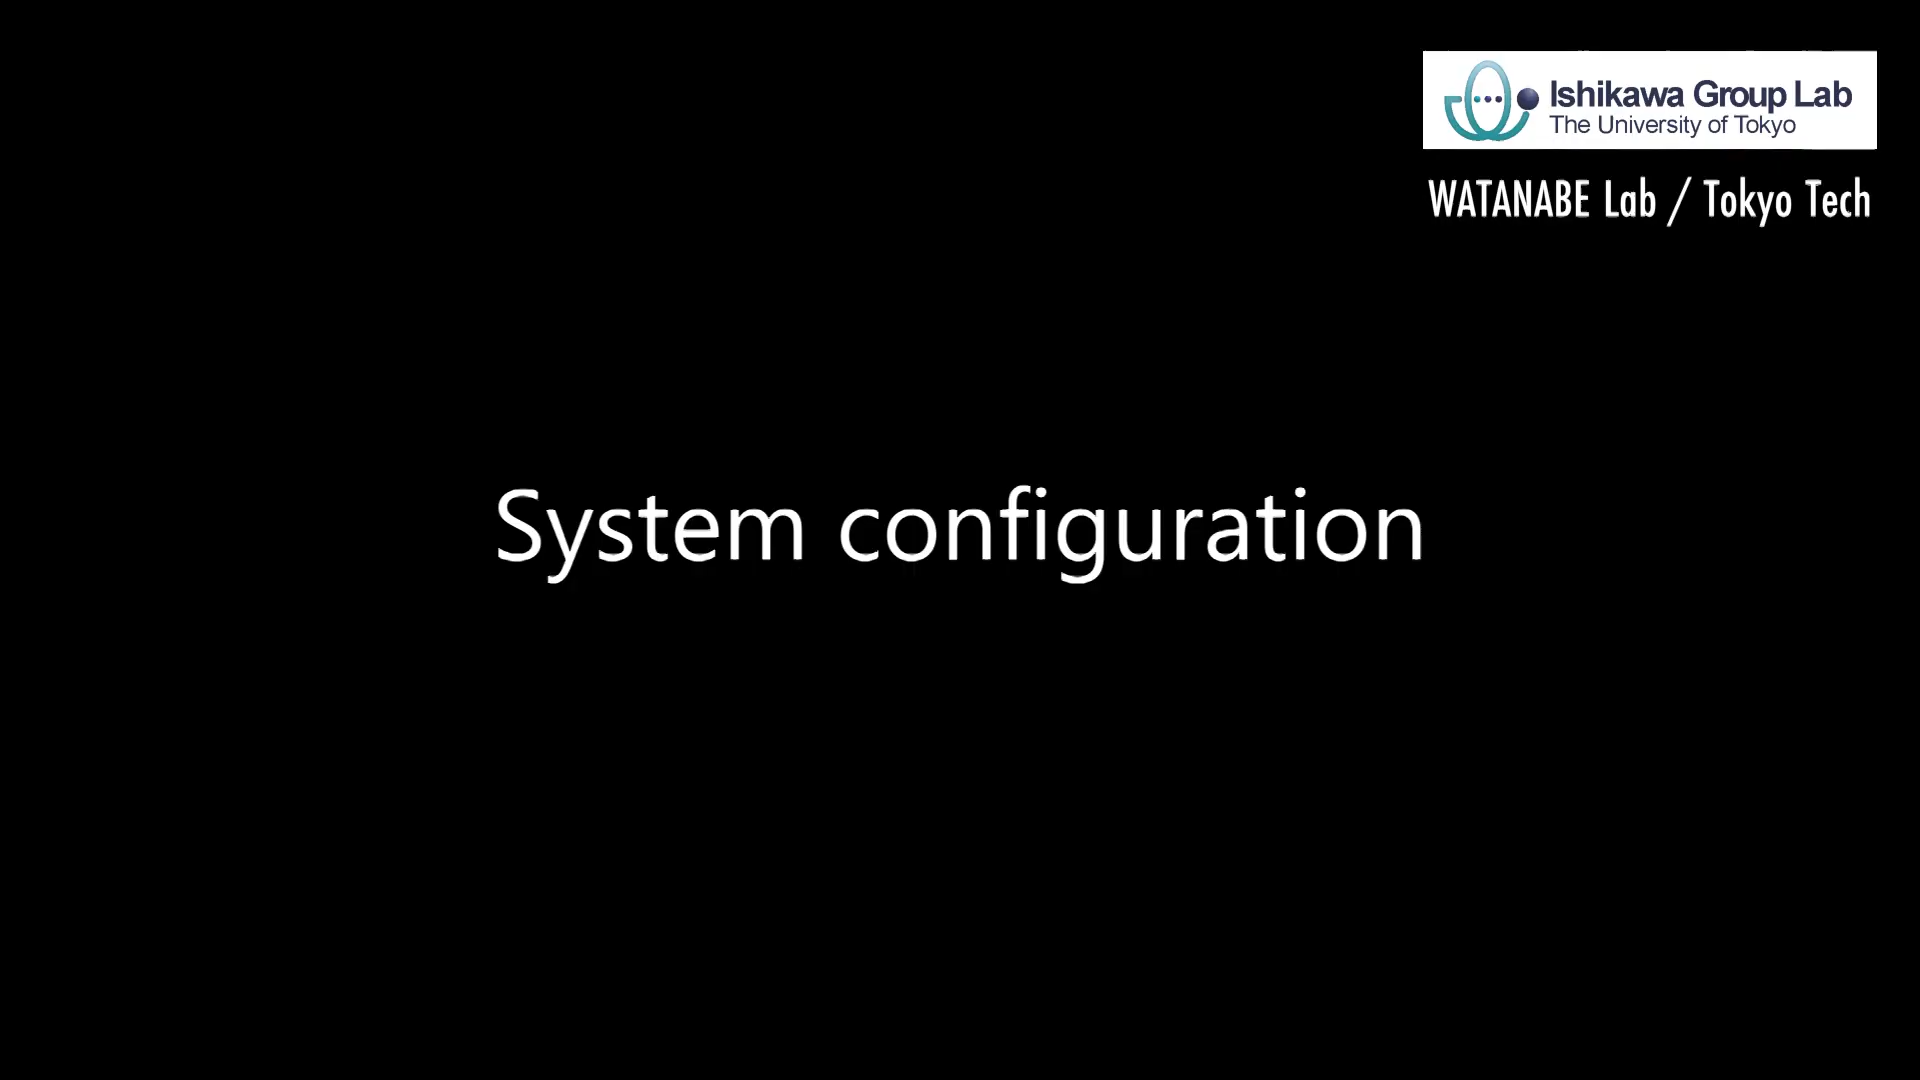 Ishikawa Group Lab
The University of Tokyo
WATANABE Lab / Tokyo Tech
System configuration